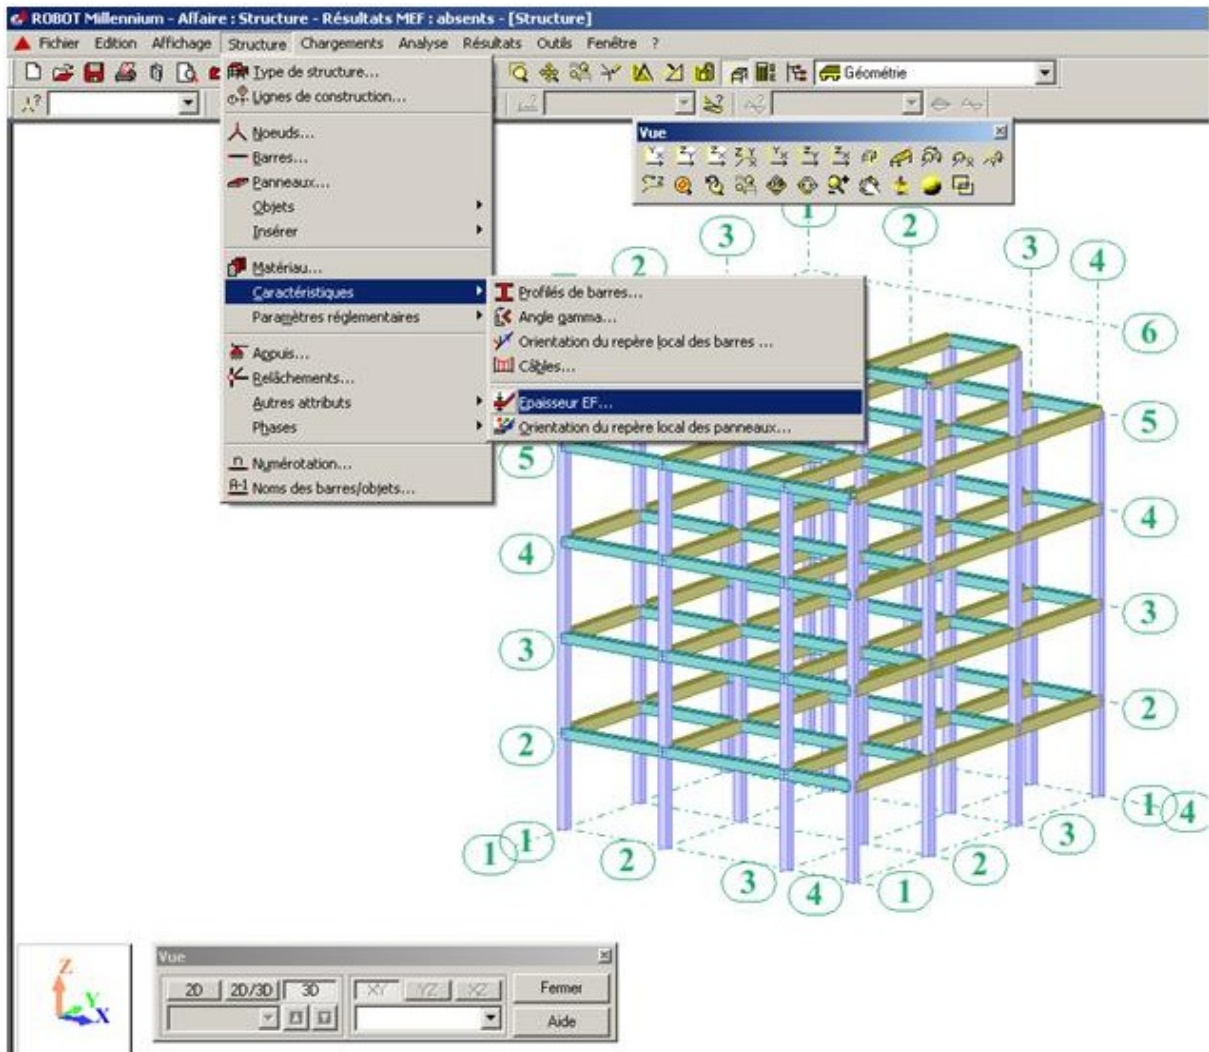 ROBOT Millennium - Affaire : Structure - Résultats MEF : absents - [Structure]
Fichier Edition Affichage Structure Chargements Analyse Résultats Outils Fenêtre ?
Géométrie
Type de structure...
Lignes de construction...
Noeuds...
Barres...
Panneaux...
Objets
Insérer
Matériau...
Caractéristiques
Paramètres réglementaires
Appuis...
Relâchements...
Autres attributs
Phases
Numérotation...
Noms des barres/objets...
Profilés de barres...
Angle gamma...
Orientation du repère local des barres ...
Câbles...
Epaisseur EF...
Orientation du repère local des panneaux...
Vue
1
2
3
2
3
4
6
5
4
3
2
1 4
3
2
1
5
4
3
2
1 1
2
3
4
Z
Y
X
Vue
2D 2D/3D 3D XY YZ XZ Fermer
Aide